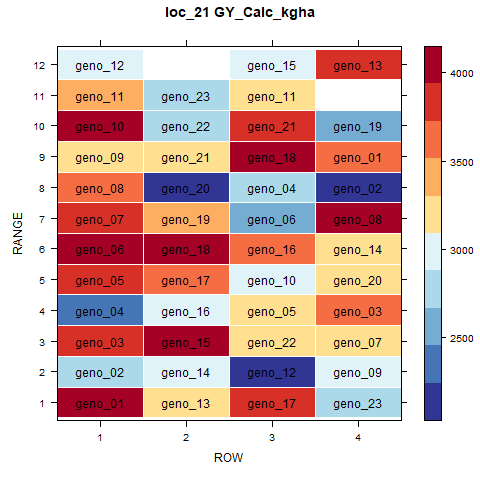 loc_21 GY_Calc_kgha
12 geno_12 geno_15 geno_13 4000
11 geno_11 geno_23 geno_11
10 geno_10 geno_22 geno_21 geno_19
9 geno_09 geno_21 geno_18 geno_01 3500
8 geno_08 geno_20 geno_04 geno_02
7 geno_07 geno_19 geno_06 geno_08
RANGE
6 geno_06 geno_18 geno_16 geno_14 3000
5 geno_05 geno_17 geno_10 geno_20
4 geno_04 geno_16 geno_05 geno_03
3 geno_03 geno_15 geno_22 geno_07 2500
2 geno_02 geno_14 geno_12 geno_09
1 geno_01 geno_13 geno_17 geno_23
1 2 3 4
ROW